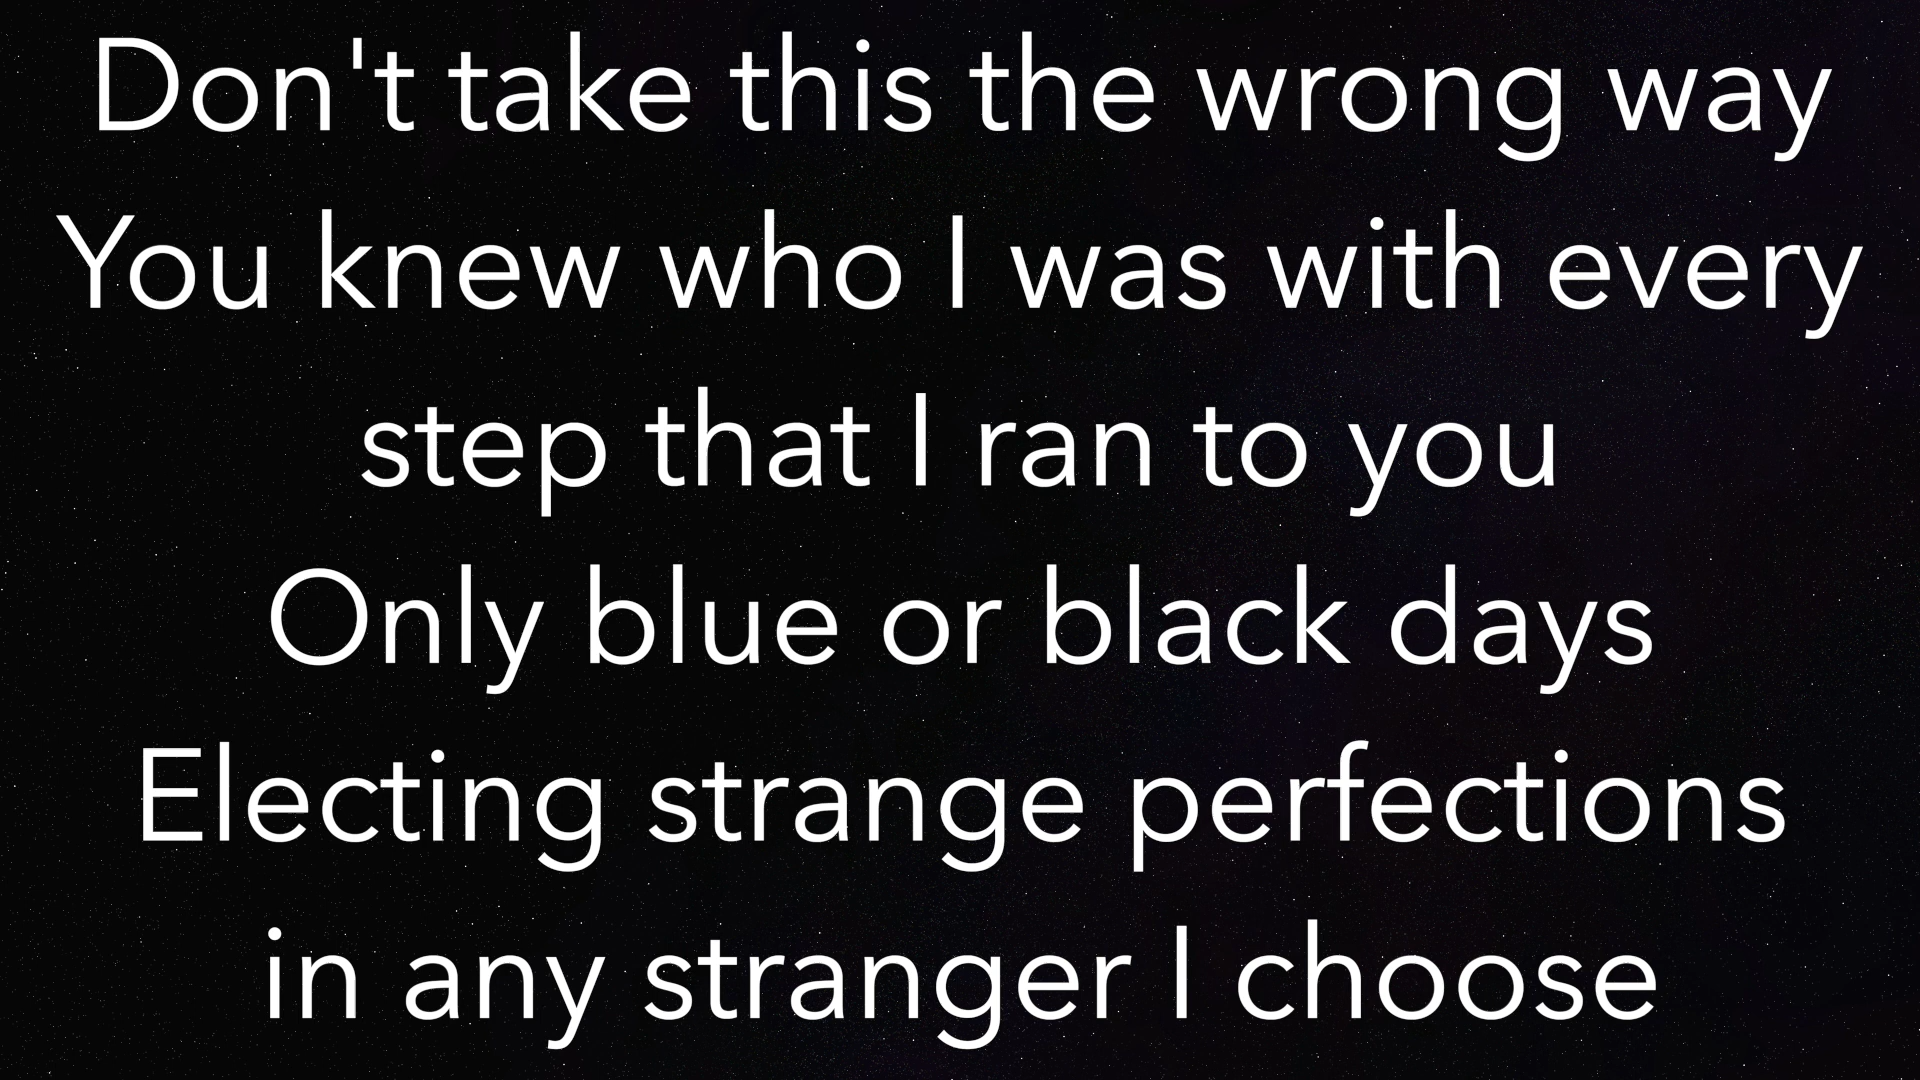 Don't take this the wrong way
You knew who I was with every
step that I ran to you
Only blue or black days
Electing strange perfections
in any stranger I choose